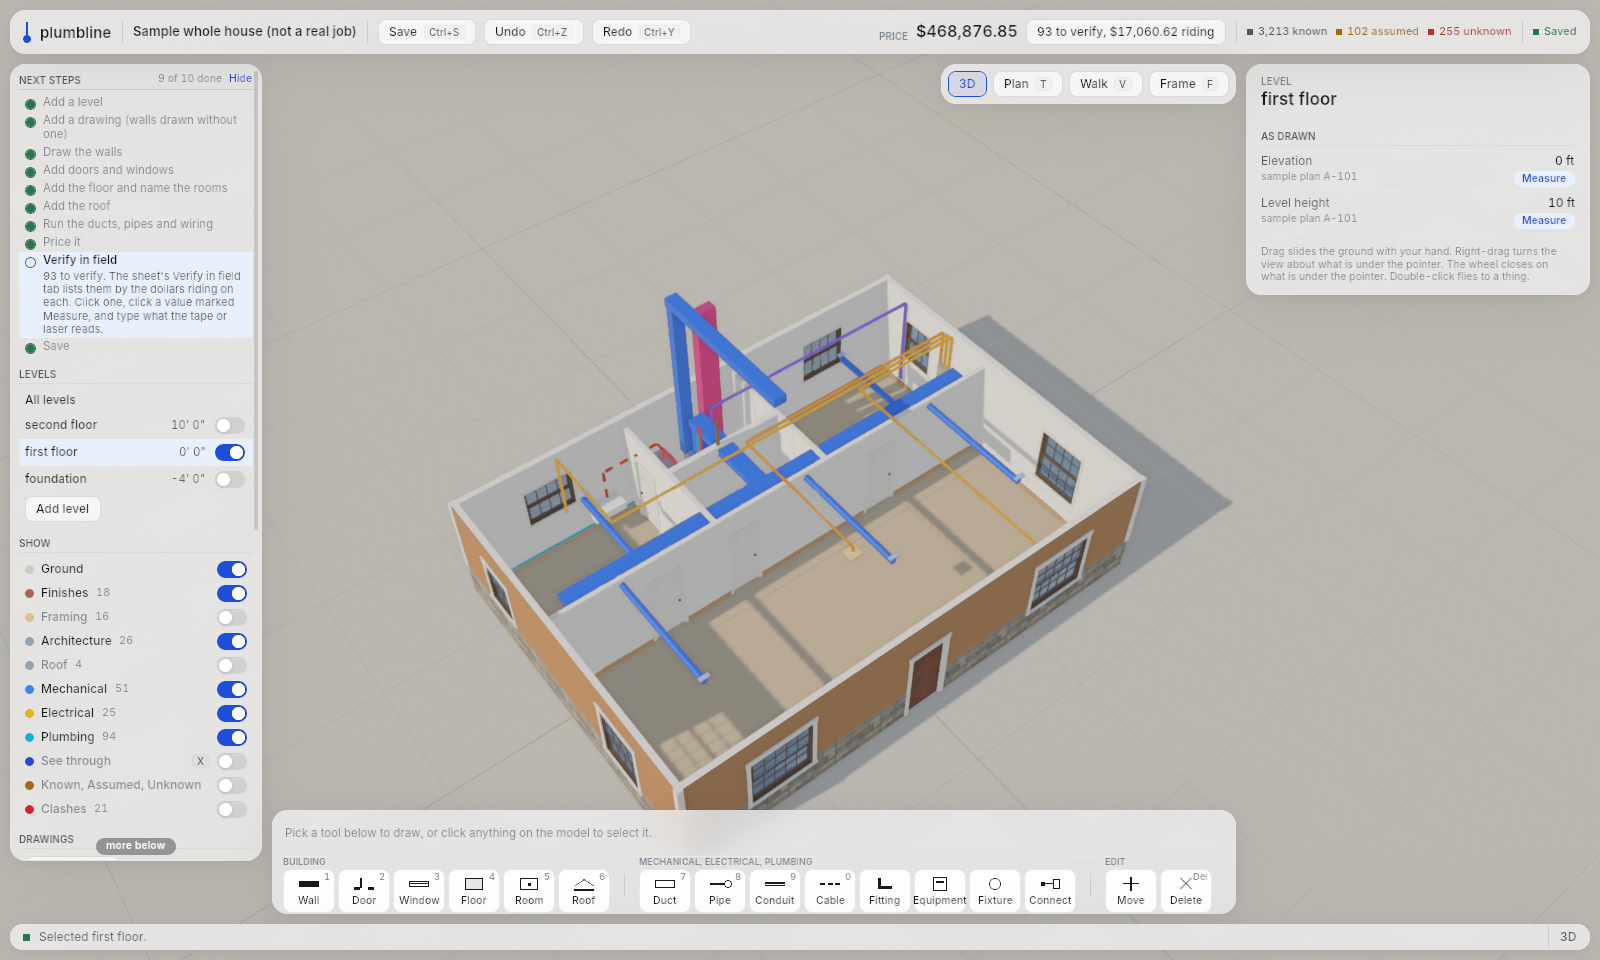 plumbline
Sample whole house (not a real job)
Save Ctrl+S
Undo Ctrl+Z
Redo Ctrl+Y
PRICE $468,876.85
93 to verify, $17,060.62 riding
3,213 known
102 assumed
255 unknown
Saved
NEXT STEPS 9 of 10 done Hide
Add a level
Add a drawing (walls drawn without
one)
Draw the walls
Add doors and windows
Add the floor and name the rooms
Add the roof
Run the ducts, pipes and wiring
Price it
Verify in field
93 to verify. The sheet's Verify in field
tab lists them by the dollars riding on
each. Click one, click a value marked
Measure, and type what the tape or
laser reads.
Save
LEVELS
All levels
second floor 10' 0"
first floor 0' 0"
foundation -4' 0"
Add level
SHOW
Ground
Finishes 18
Framing 16
Architecture 26
Roof 4
Mechanical 51
Electrical 25
Plumbing 94
See through X
Known, Assumed, Unknown
Clashes 21
DRAWINGS
more below
3D
Plan T
Walk V
Frame F
LEVEL
first floor
AS DRAWN
Elevation 0 ft
sample plan A-101 Measure
Level height 10 ft
sample plan A-101 Measure
Drag slides the ground with your hand. Right-drag turns the
view about what is under the pointer. The wheel closes on
what is under the pointer. Double-click flies to a thing.
Pick a tool below to draw, or click anything on the model to select it.
BUILDING
Wall 1
Door 2
Window 3
Floor 4
Room 5
Roof 6
MECHANICAL, ELECTRICAL, PLUMBING
Duct 7
Pipe 8
Conduit 9
Cable 0
Fitting
Equipment
Fixture
Connect
EDIT
Move
Delete Del
Selected first floor.
3D